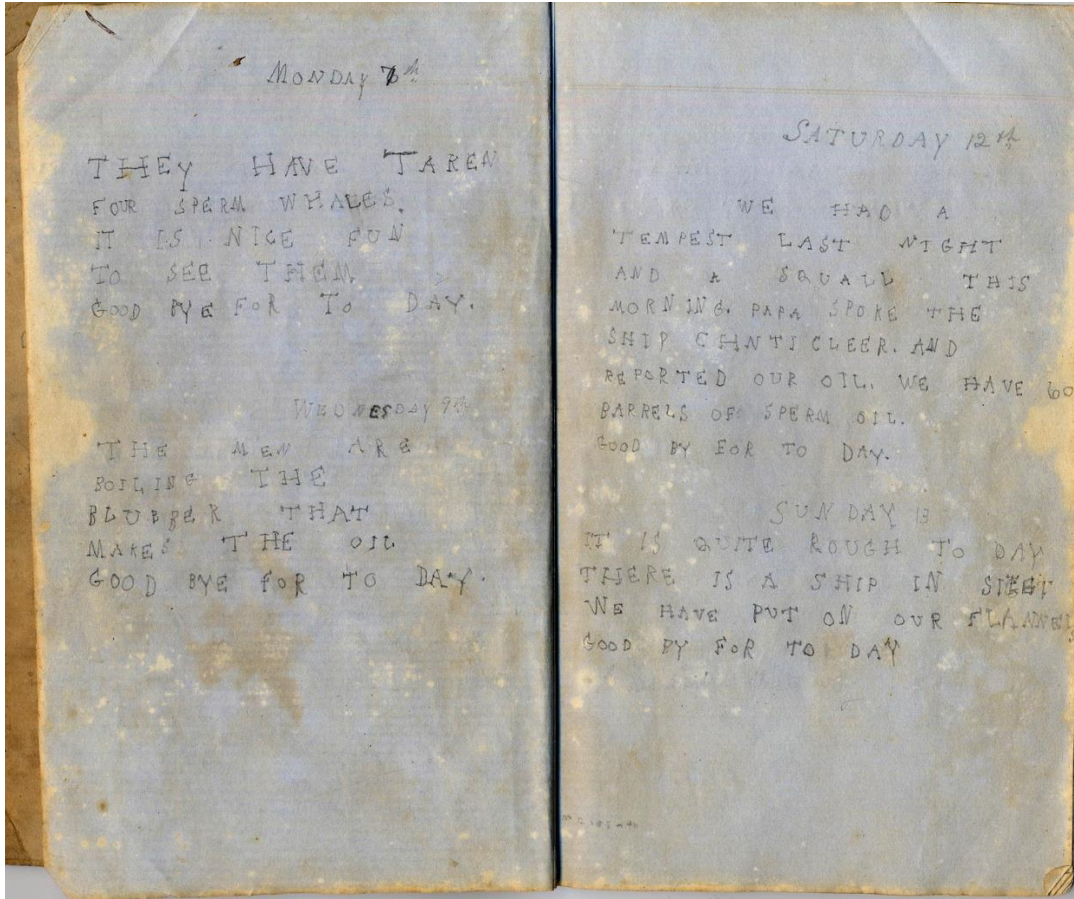 MONDAY 7th
THEY HAVE TAKEN
FOUR SPERM WHALES.
IT IS NICE FUN
TO SEE THEM
GOOD BYE FOR TO DAY.
WEDNESDAY 9th
THE MEN ARE
BOILING THE
BLUBBER THAT
MAKES THE OIL
GOOD BYE FOR TO DAY.
SATURDAY 12th
WE HAD A
TEMPEST LAST NIGHT
AND A SQUALL THIS
MORNING. PAPA SPOKE THE
SHIP CHNTICLEER. AND
REPORTED OUR OIL. WE HAVE 60
BARRELS OF SPERM OIL.
GOOD BY FOR TO DAY.
SUNDAY 13
IT IS QUITE ROUGH TO DAY
THERE IS A SHIP IN
WE HAVE PUT ON OUR FLANNELS
GOOD BY FOR TO DAY